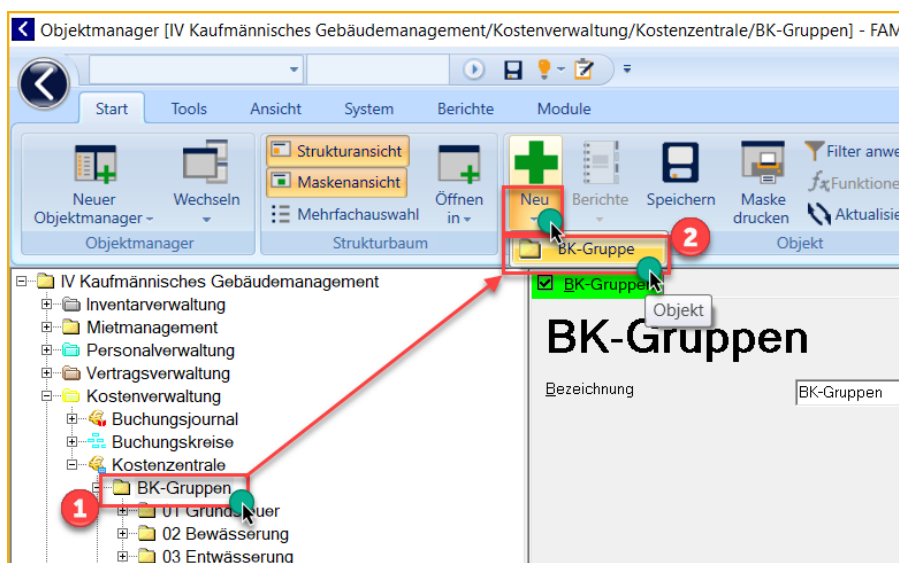 Objektmanager [IV Kaufmännisches Gebäudemanagement/Kostenverwaltung/Kostenzentrale/BK-Gruppen] - FAM
Start Tools Ansicht System Berichte Module
Strukturansicht
Maskenansicht
Mehrfachauswahl
Neuer Objektmanager
Wechseln
Öffnen in
Neu
Berichte
Speichern
Maske drucken
Filter anwe
fxFunktione
Aktualisie
Objektmanager
Strukturbaum
Objekt
BK-Gruppe
2
IV Kaufmännisches Gebäudemanagement
Inventarverwaltung
Mietmanagement
Personalverwaltung
Vertragsverwaltung
Kostenverwaltung
Buchungsjournal
Buchungskreise
Kostenzentrale
BK-Gruppen
1
01 Grundsteuer
02 Bewässerung
03 Entwässerung
BK-Gruppen
Objekt
BK-Gruppen
Bezeichnung
BK-Gruppen